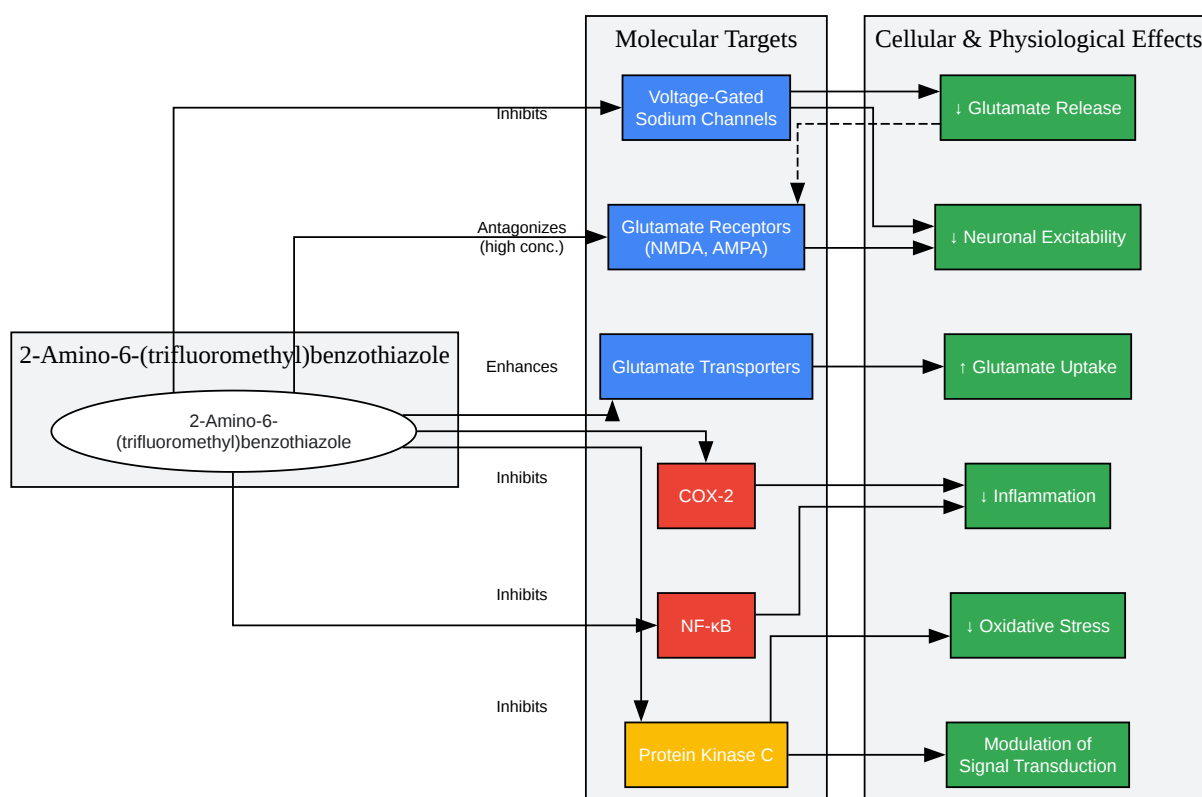 Molecular Targets
Cellular & Physiological Effects
Inhibits
Voltage-Gated
Sodium Channels
↓ Glutamate Release
Antagonizes
(high conc.)
Glutamate Receptors
(NMDA, AMPA)
↓ Neuronal Excitability
2-Amino-6-(trifluoromethyl)benzothiazole
2-Amino-6-
(trifluoromethyl)benzothiazole
Enhances
Glutamate Transporters
↑ Glutamate Uptake
Inhibits
COX-2
↓ Inflammation
Inhibits
NF-κB
↓ Oxidative Stress
Inhibits
Protein Kinase C
Modulation of
Signal Transduction